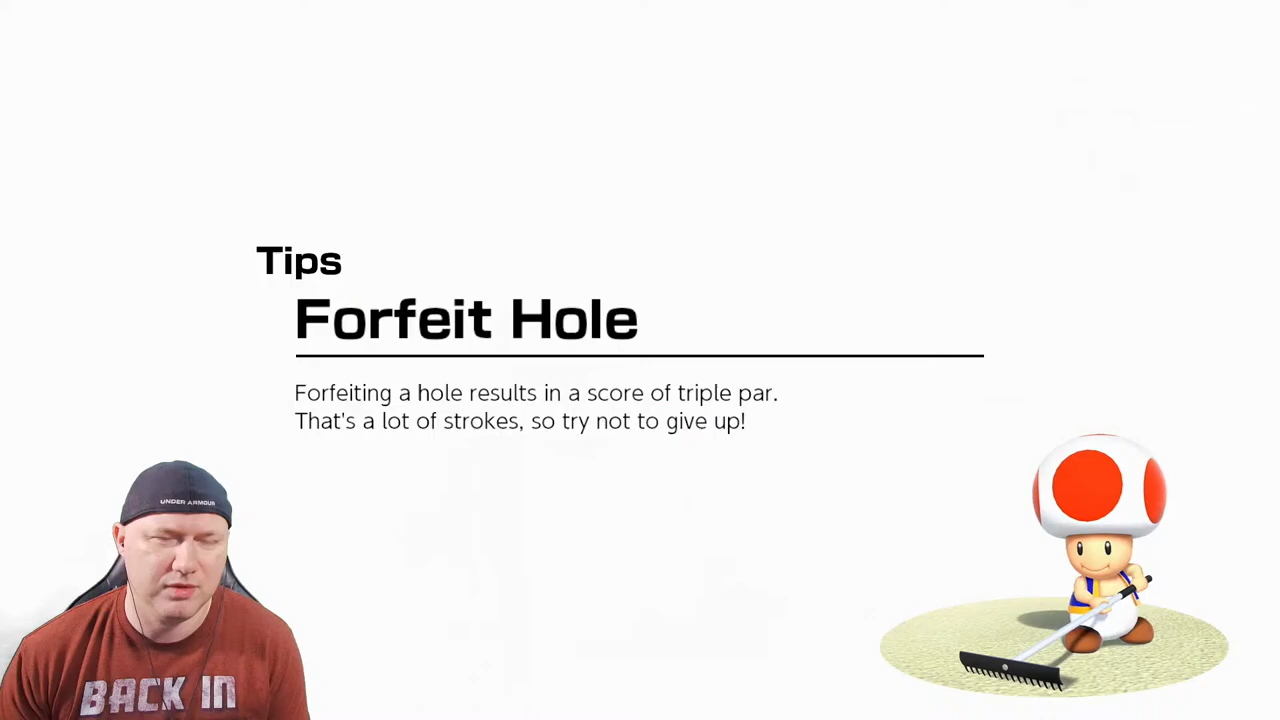 Tips
Forfeit Hole
Forfeiting a hole results in a score of triple par.
That's a lot of strokes, so try not to give up!
UNDER ARMOUR
BACK IN